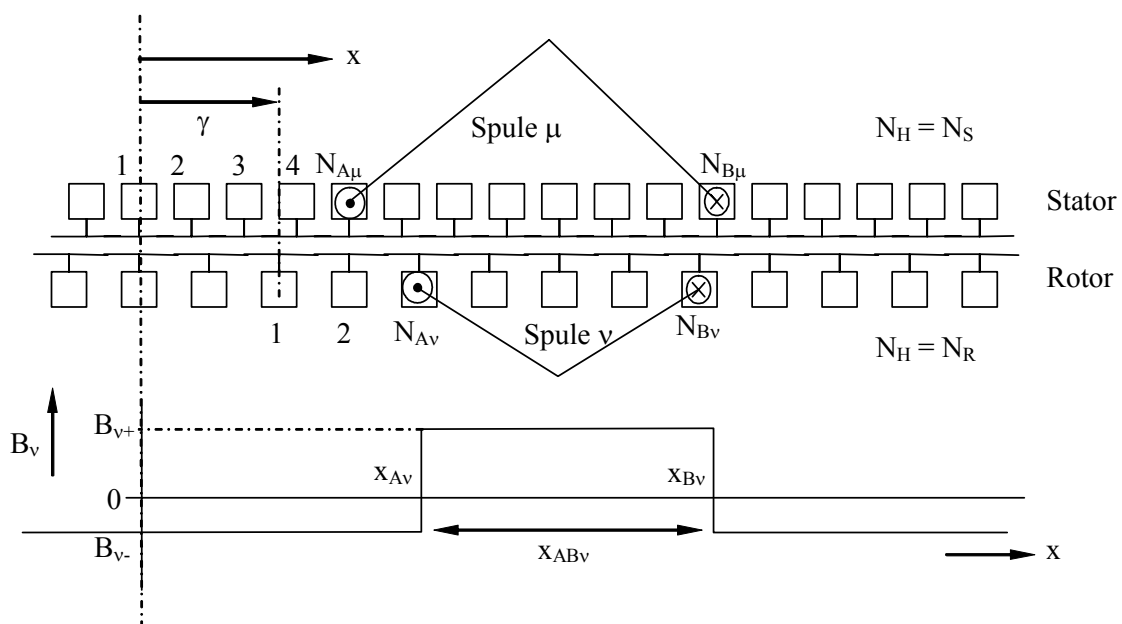 x
γ
Spule μ
N_H = N_S
1 2 3 4 N_Aμ N_Bμ
Stator
Rotor
1 2 N_Aν Spule ν N_Bν
N_H = N_R
B_ν+
B_ν
x_Aν x_Bν
0
B_ν-
x_ABν
x